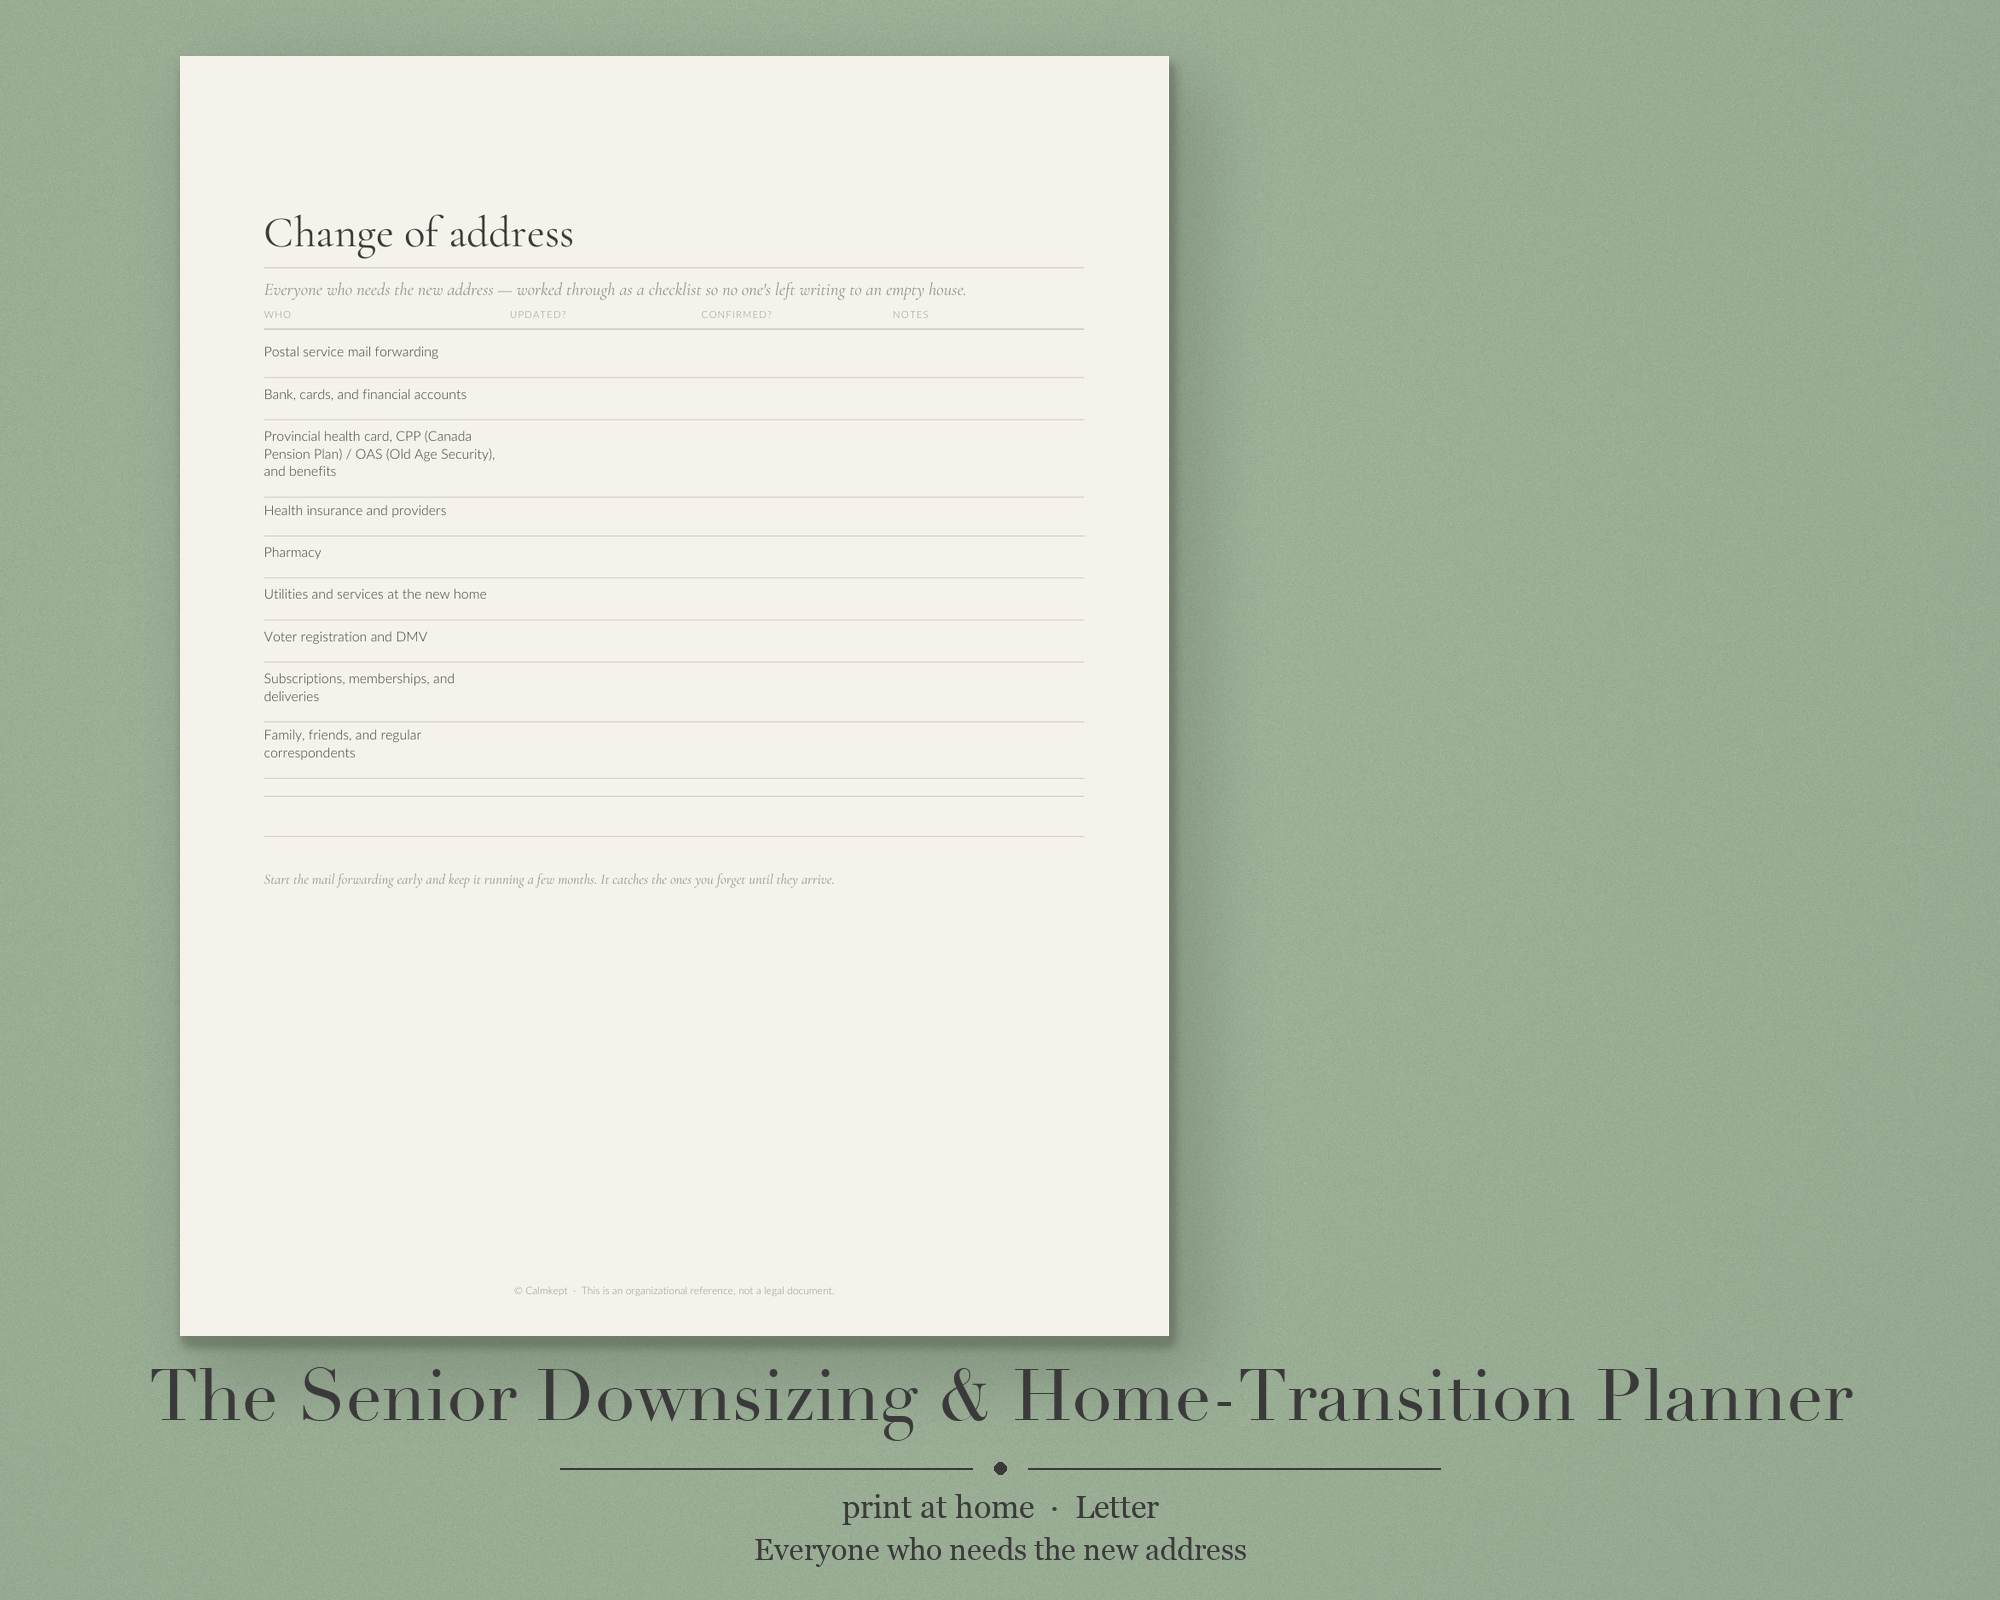 Change of address
Everyone who needs the new address — worked through as a checklist so no one's left writing to an empty house.
WHO UPDATED? CONFIRMED? NOTES
Postal service mail forwarding
Bank, cards, and financial accounts
Provincial health card, CPP (Canada
Pension Plan) / OAS (Old Age Security),
and benefits
Health insurance and providers
Pharmacy
Utilities and services at the new home
Voter registration and DMV
Subscriptions, memberships, and
deliveries
Family, friends, and regular
correspondents
Start the mail forwarding early and keep it running a few months. It catches the ones you forget until they arrive.
© Calmkept · This is an organizational reference, not a legal document.
The Senior Downsizing & Home-Transition Planner
print at home · Letter
Everyone who needs the new address